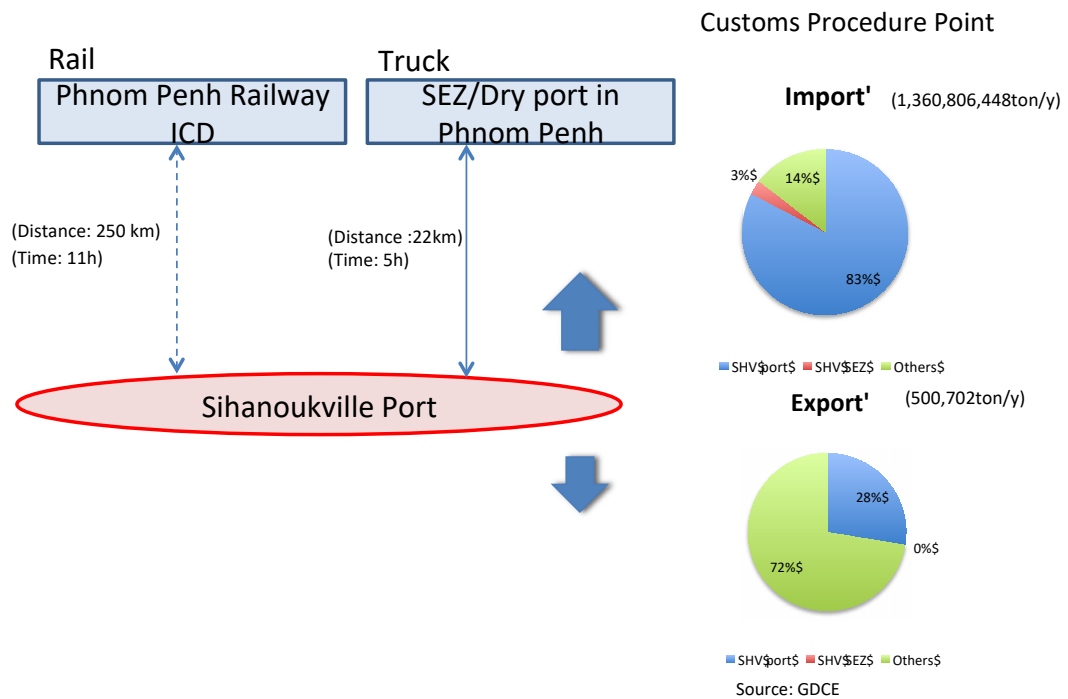 Customs Procedure Point
Rail
Phnom Penh Railway
ICD
Truck
SEZ/Dry port in
Phnom Penh
(Distance: 250 km)
(Time: 11h)
(Distance :22km)
(Time: 5h)
Sihanoukville Port
Import' (1,360,806,448ton/y)
3%$
14%$
83%$
SHV$port$ SHV$SEZ$ Others$
Export' (500,702ton/y)
28%$
0%$
72%$
SHV$port$ SHV$SEZ$ Others$
Source: GDCE